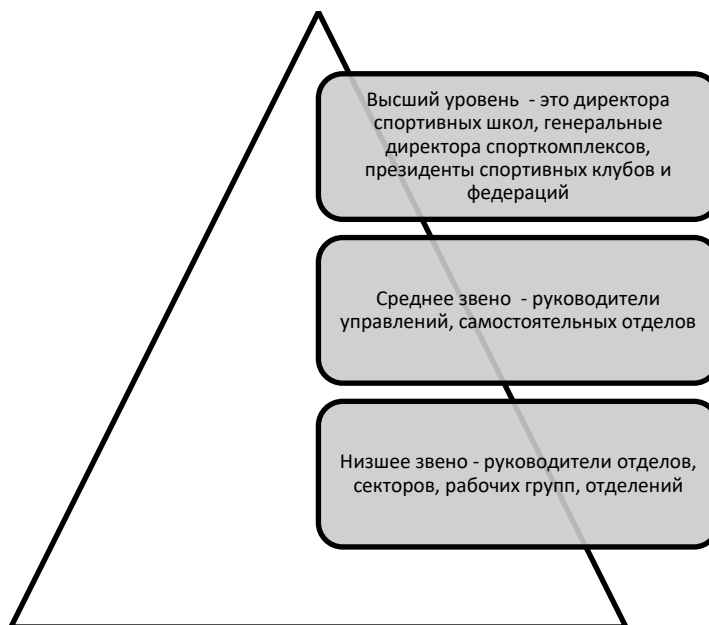 Высший уровень - это директора
спортивных школ, генеральные
директора спорткомплексов,
президенты спортивных клубов и
федераций
Среднее звено - руководители
управлений, самостоятельных отделов
Низшее звено - руководители отделов,
секторов, рабочих групп, отделений